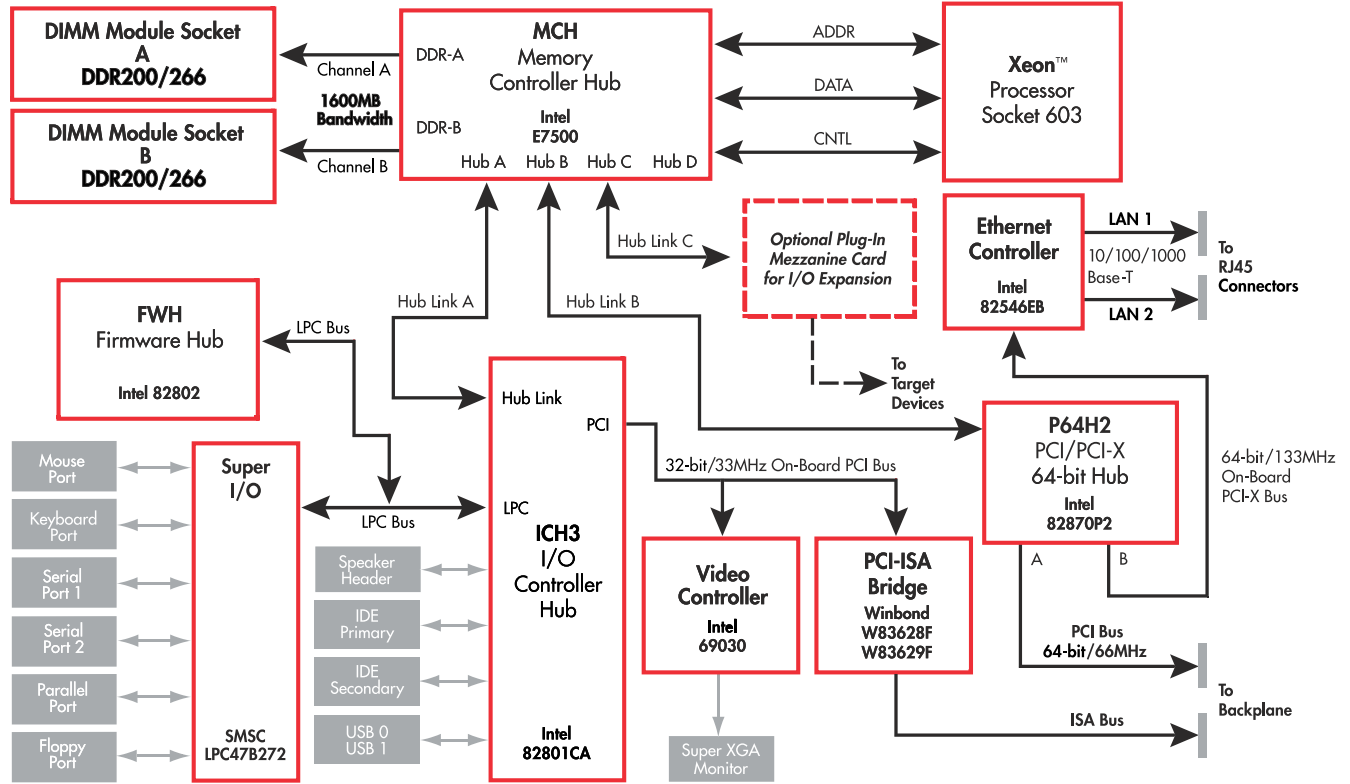 DIMM Module Socket
A
DDR200/266
DIMM Module Socket
B
DDR200/266
Channel A
1600MB
Bandwidth
Channel B
MCH
Memory
Controller Hub
Intel
E7500
DDR-A
DDR-B
Hub A
Hub B
Hub C
Hub D
ADDR
DATA
CNTL
Xeon™
Processor
Socket 603
Hub Link A
Hub Link B
Hub Link C
Optional Plug-In
Mezzanine Card
for I/O Expansion
To
Target
Devices
Ethernet
Controller
Intel
82546EB
LAN 1
10/100/1000
Base-T
LAN 2
To
RJ45
Connectors
FWH
Firmware Hub
Intel 82802
LPC Bus
LPC Bus
Hub Link
PCI
LPC
ICH3
I/O
Controller
Hub
Intel
82801CA
32-bit/33MHz On-Board PCI Bus
P64H2
PCI/PCI-X
64-bit Hub
Intel
82870P2
A
B
64-bit/133MHz
On-Board
PCI-X Bus
Mouse
Port
Keyboard
Port
Serial
Port 1
Serial
Port 2
Parallel
Port
Floppy
Port
Super
I/O
SMSC
LPC47B272
Speaker
Header
IDE
Primary
IDE
Secondary
USB 0
USB 1
Video
Controller
Intel
69030
Super XGA
Monitor
PCI-ISA
Bridge
Winbond
W83628F
W83629F
PCI Bus
64-bit/66MHz
ISA Bus
To
Backplane